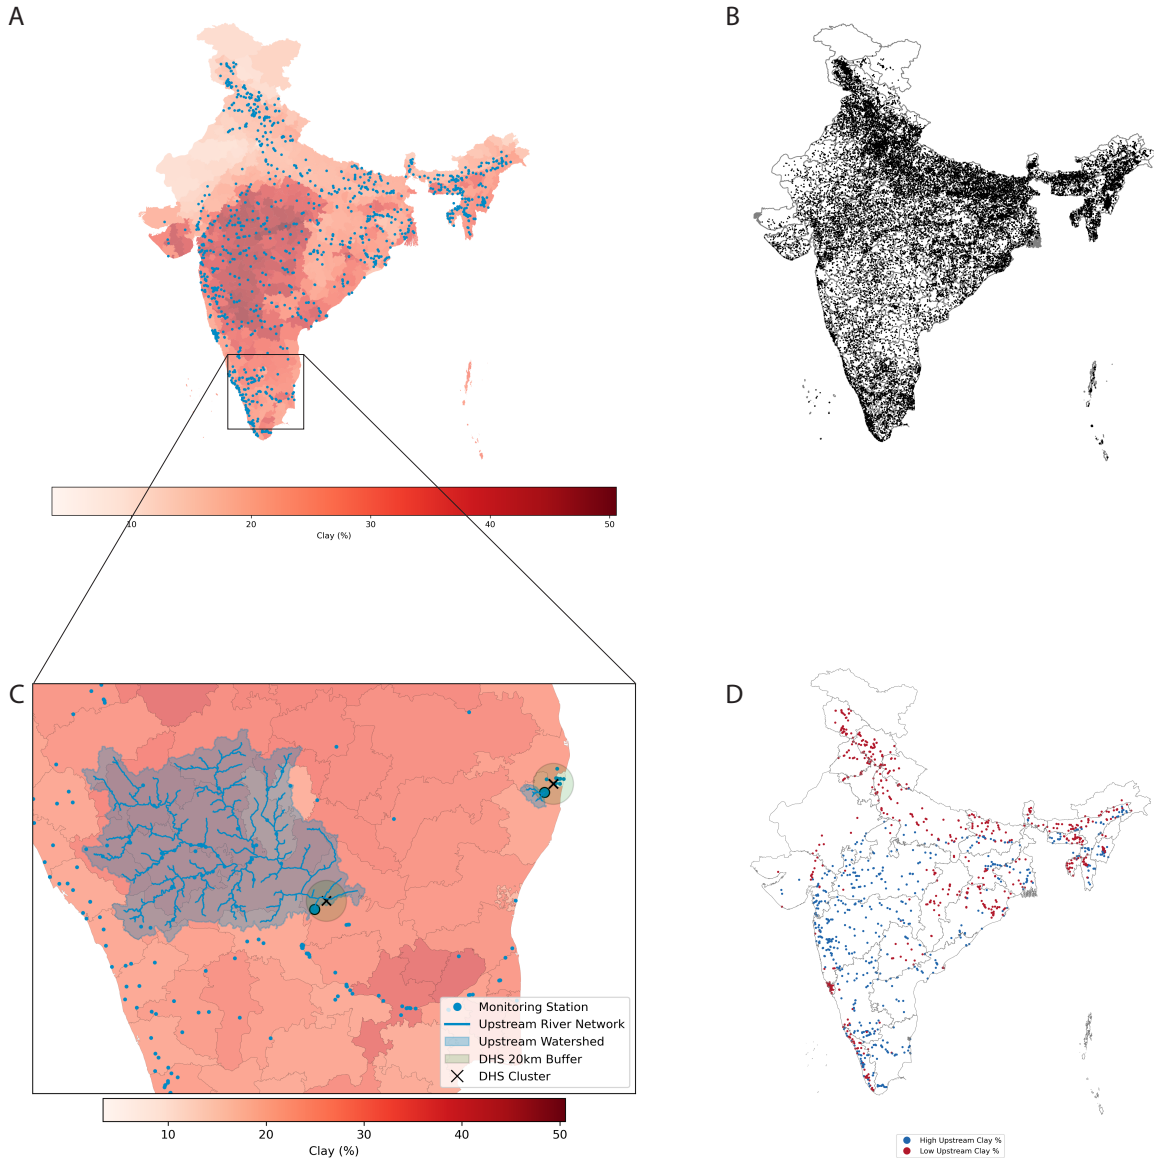 A
B
10 20 30 40 50
Clay (%)
C
Monitoring Station
Upstream River Network
Upstream Watershed
DHS 20km Buffer
DHS Cluster
10 20 30 40 50
Clay (%)
D
High Upstream Clay %
Low Upstream Clay %